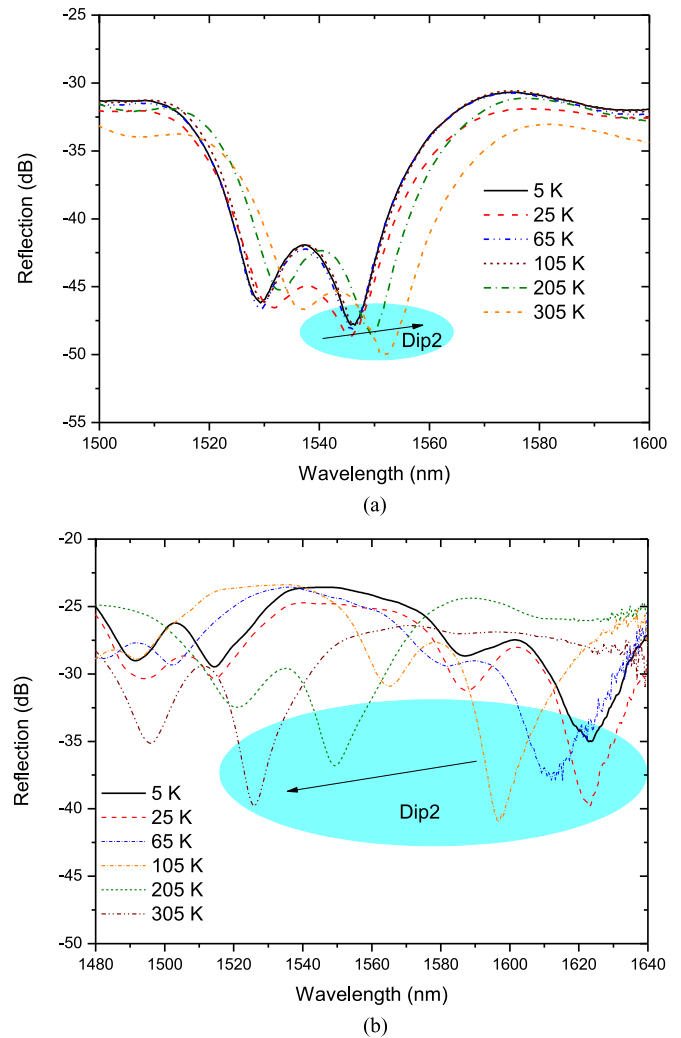 -25
-30
-35
-40
-45
-50
-55
Reflection (dB)
5 K
25 K
65 K
105 K
205 K
305 K
Dip2
1500 1520 1540 1560 1580 1600
Wavelength (nm)
(a)
-20
-25
-30
-35
-40
-45
-50
Reflection (dB)
Dip2
5 K
25 K
65 K
105 K
205 K
305 K
1480 1500 1520 1540 1560 1580 1600 1620 1640
Wavelength (nm)
(b)